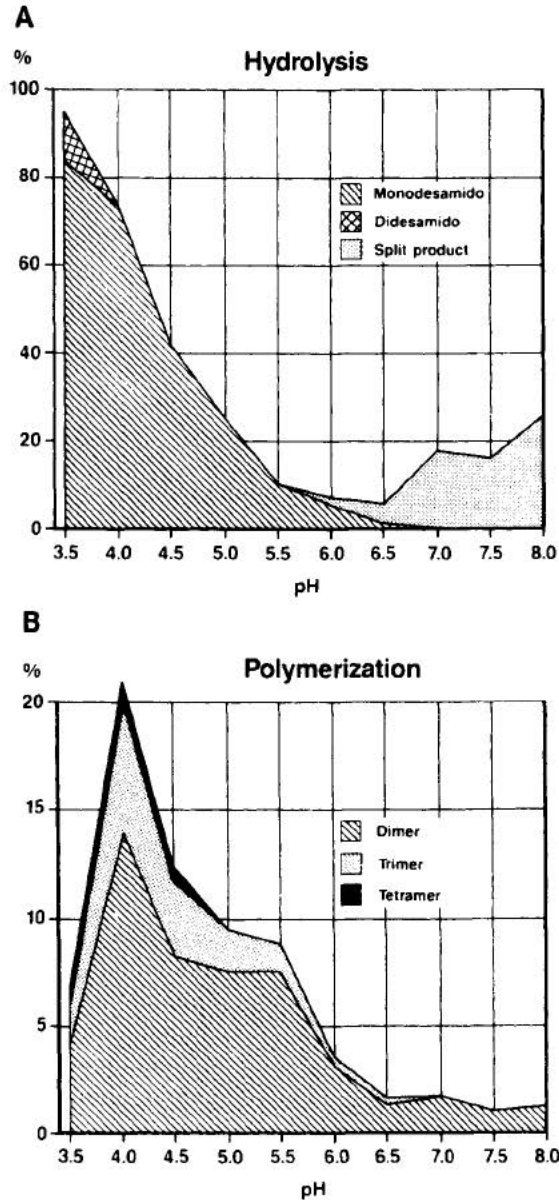 A
%
Hydrolysis
100
80
60
40
20
0
Monodesamido
Didesamido
Split product
3.5 4.0 4.5 5.0 5.5 6.0 6.5 7.0 7.5 8.0
pH
B
%
Polymerization
20
15
10
5
0
Dimer
Trimer
Tetramer
3.5 4.0 4.5 5.0 5.5 6.0 6.5 7.0 7.5 8.0
pH